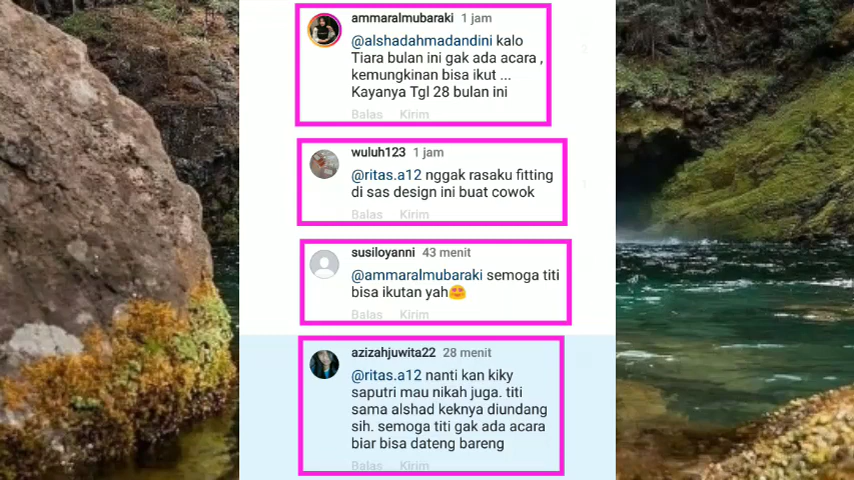 ammaralmubaraki 1 jam
@alshadahmadandini kalo
Tiara bulan ini gak ada acara ,
kemungkinan bisa ikut ...
Kayanya Tgl 28 bulan ini
Balas Kirim
wuluh123 1 jam
@ritas.a12 nggak rasaku fitting
di sas design ini buat cowok
Balas Kirim
susiloyanni 43 menit
@ammaralmubaraki semoga titi
bisa ikutan yah😍
Balas Kirim
azizahjuwita22 28 menit
@ritas.a12 nanti kan kiky
saputri mau nikah juga. titi
sama alshad keknya diundang
sih. semoga titi gak ada acara
biar bisa dateng bareng
Balas Kirim